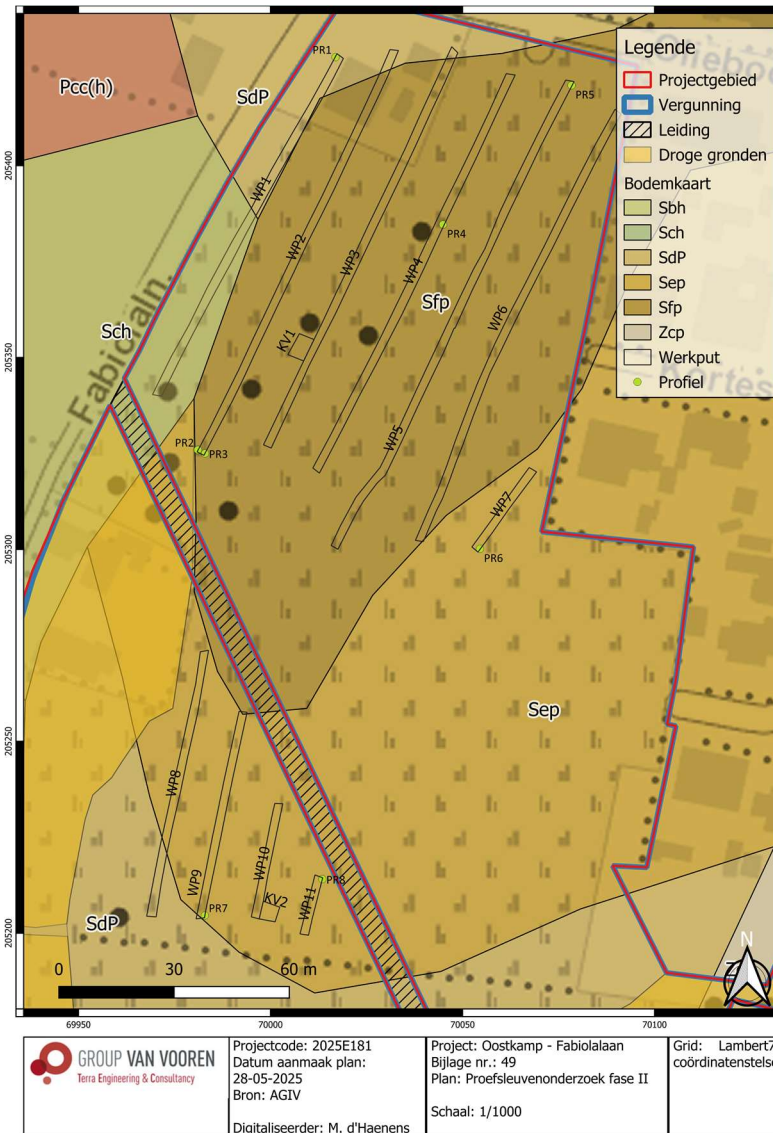 Pcc(h)
SdP
PR1
Legende
Projectgebied
Vergunning
Leiding
Droge gronden
Bodemkaart
Sbh
Sch
SdP
Sep
Sfp
Zcp
Werkput
Profiel
205400
WP1
WP2
WP3
WP4
PR4
PR5
Sfp
WP6
KV1
Sch
Fabiolaln.
205350
Kortes
PR2
PR3
WP5
WP7
PR6
205300
Sep
205250
WP8
WP9
WP10
WP11
KV2
PR7
PR8
SdP
205200
N
0 30 60 m
69950 70000 70050 70100
GROUP VAN VOOREN
Terra Engineering & Consultancy
Projectcode: 2025E181
Datum aanmaak plan:
28-05-2025
Bron: AGIV
Digitaliseerder: M. d'Haenens
Project: Oostkamp - Fabiolalaan
Bijlage nr.: 49
Plan: Proefsleuvenonderzoek fase II
Schaal: 1/1000
Grid: Lambert7
coördinatenstelse